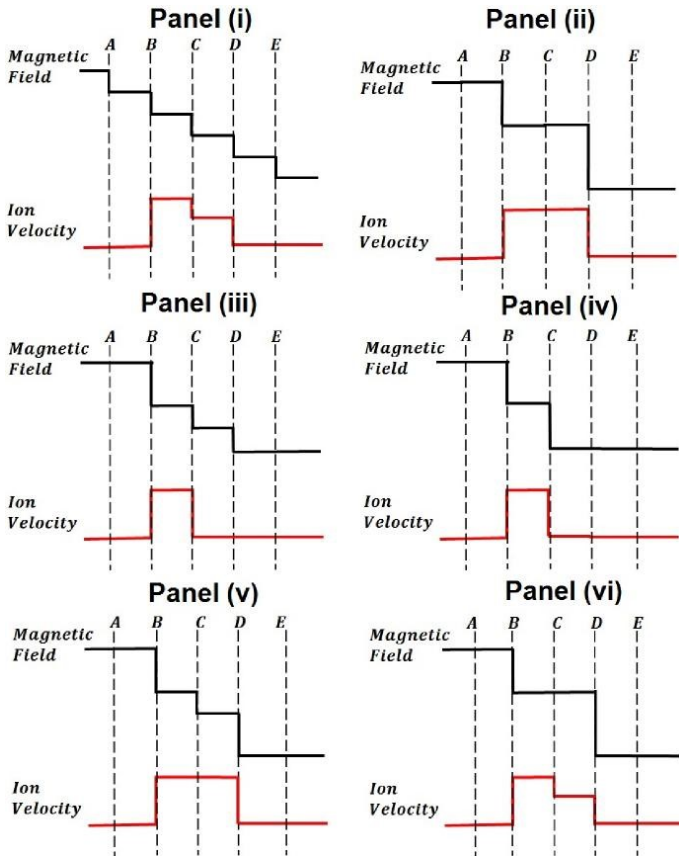 Panel (i)
A B C D E
Magnetic
Field
Ion
Velocity
Panel (ii)
A B C D E
Magnetic
Field
Ion
Velocity
Panel (iii)
A B C D E
Magnetic
Field
Ion
Velocity
Panel (iv)
A B C D E
Magnetic
Field
Ion
Velocity
Panel (v)
A B C D E
Magnetic
Field
Ion
Velocity
Panel (vi)
A B C D E
Magnetic
Field
Ion
Velocity